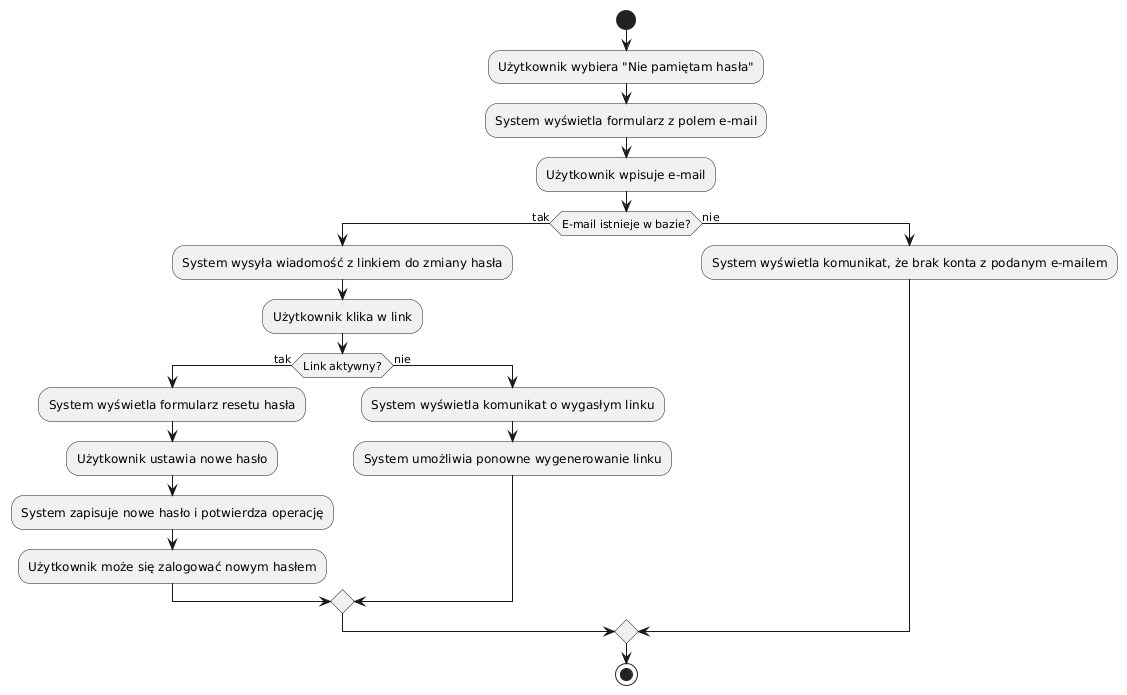 Użytkownik wybiera "Nie pamiętam hasła"
System wyświetla formularz z polem e-mail
Użytkownik wpisuje e-mail
tak
E-mail istnieje w bazie?
nie
System wysyła wiadomość z linkiem do zmiany hasła
System wyświetla komunikat, że brak konta z podanym e-mailem
Użytkownik klika w link
tak
Link aktywny?
nie
System wyświetla formularz resetu hasła
System wyświetla komunikat o wygasłym linku
Użytkownik ustawia nowe hasło
System umożliwia ponowne wygenerowanie linku
System zapisuje nowe hasło i potwierdza operację
Użytkownik może się zalogować nowym hasłem